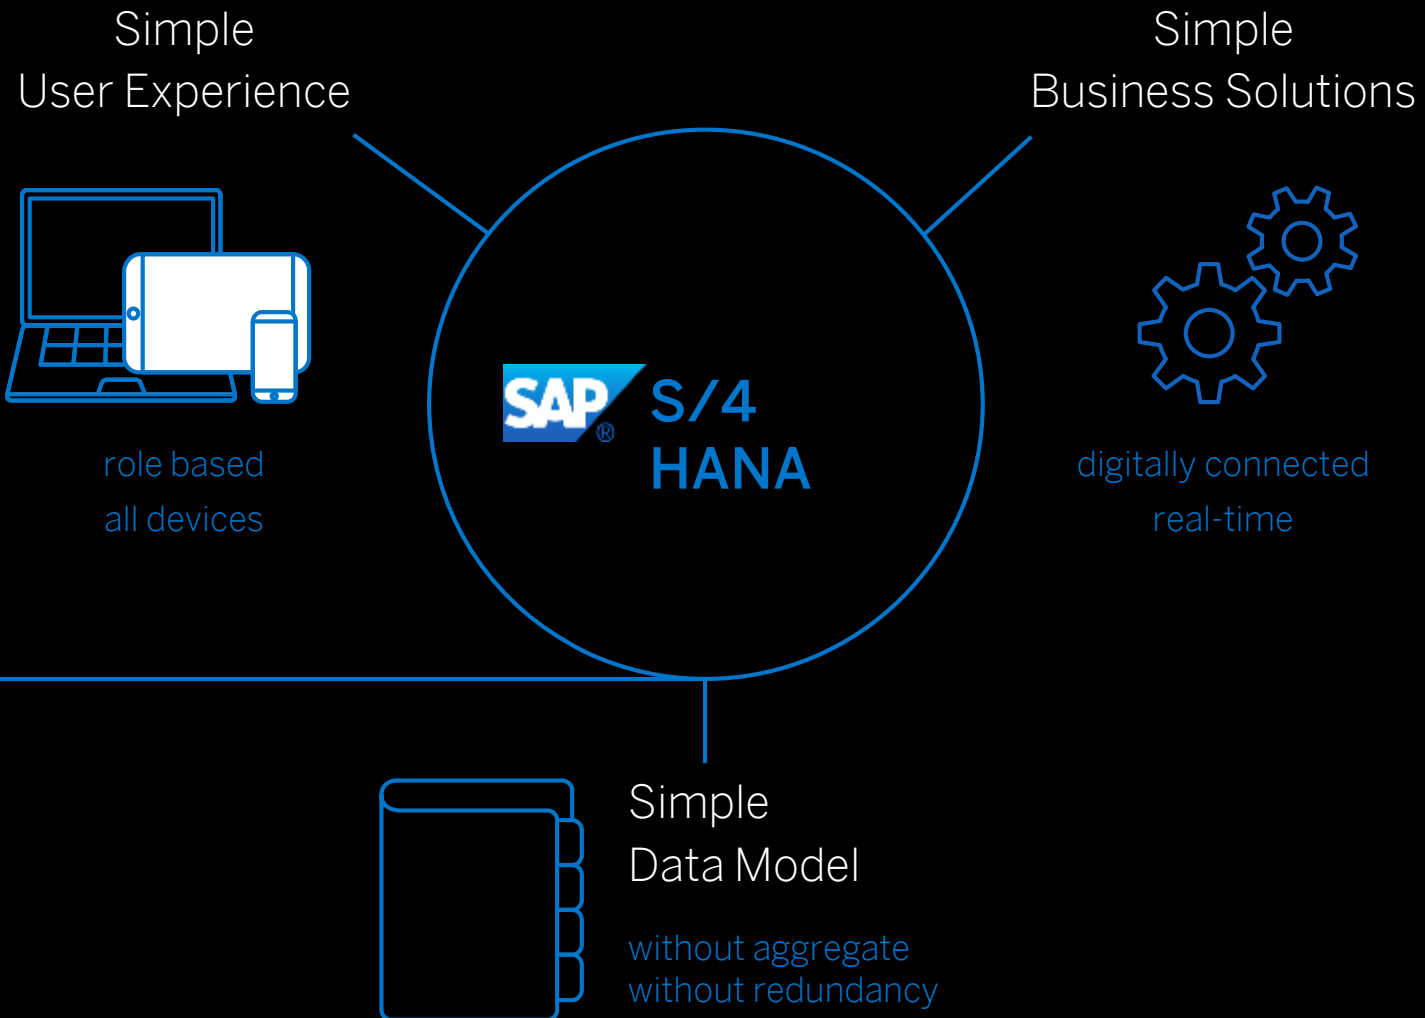 Simple
User Experience
role based
all devices
Simple
Business Solutions
digitally connected
real-time
SAP®
S/4
HANA
Simple
Data Model
without aggregate
without redundancy